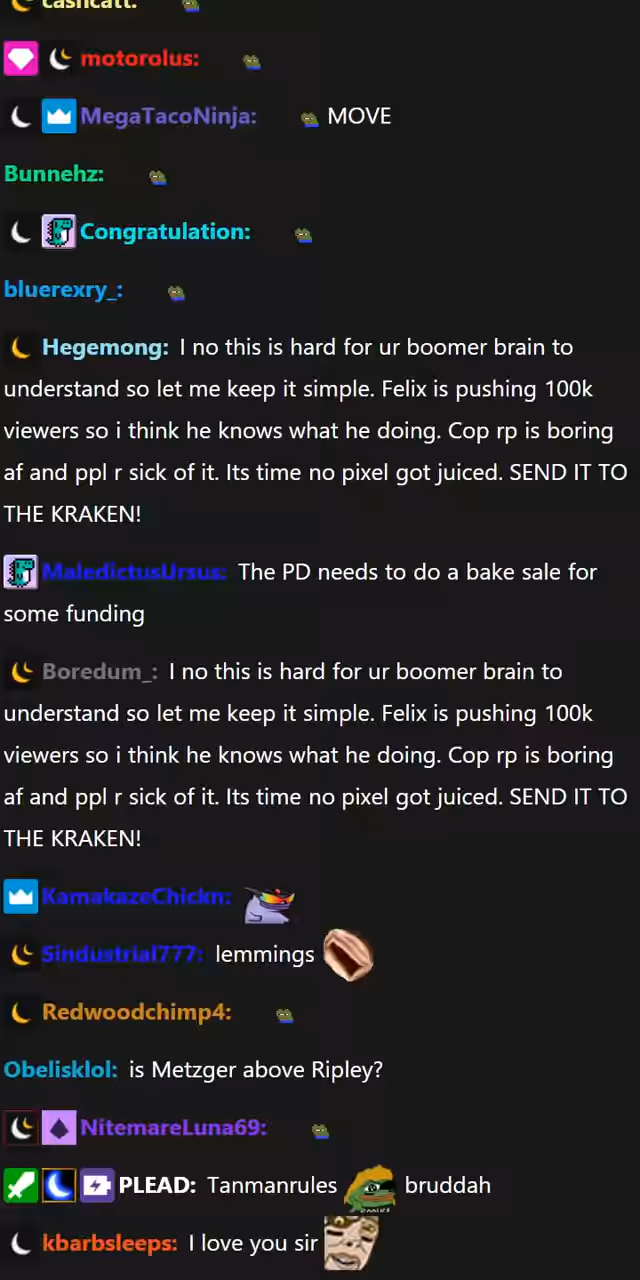 cashcatt:
motorolus:
MegaTacoNinja: MOVE
Bunnehz:
Congratulation:
bluerexry_:
Hegemong: I no this is hard for ur boomer brain to
understand so let me keep it simple. Felix is pushing 100k
viewers so i think he knows what he doing. Cop rp is boring
af and ppl r sick of it. Its time no pixel got juiced. SEND IT TO
THE KRAKEN!
MaledictusUrsus: The PD needs to do a bake sale for
some funding
Boredum_: I no this is hard for ur boomer brain to
understand so let me keep it simple. Felix is pushing 100k
viewers so i think he knows what he doing. Cop rp is boring
af and ppl r sick of it. Its time no pixel got juiced. SEND IT TO
THE KRAKEN!
KamakazeChickn:
Sindustrial777: lemmings
Redwoodchimp4:
Obelisklol: is Metzger above Ripley?
NitemareLuna69:
PLEAD: Tanmanrules bruddah
kbarbsleeps: I love you sir